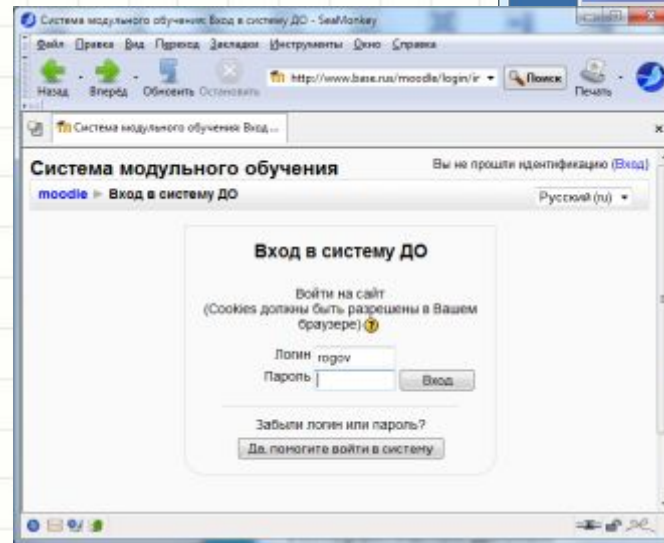 Система модульного обучения: Вход в систему ДО - SeaMonkey
Файл Правка Вид Переход Закладки Инструменты Окно Справка
Назад Вперёд Обновить Остановить http://www.base.rus/moodle/login/ir Поиск Печать
Система модульного обучения: Вход...
Система модульного обучения
Вы не прошли идентификацию (Вход)
moodle ► Вход в систему ДО
Русский (ru)
Вход в систему ДО
Войти на сайт
(Cookies должны быть разрешены в Вашем
браузере)
Логин rogov
Пароль Вход
Забыли логин или пароль?
Да, помогите войти в систему